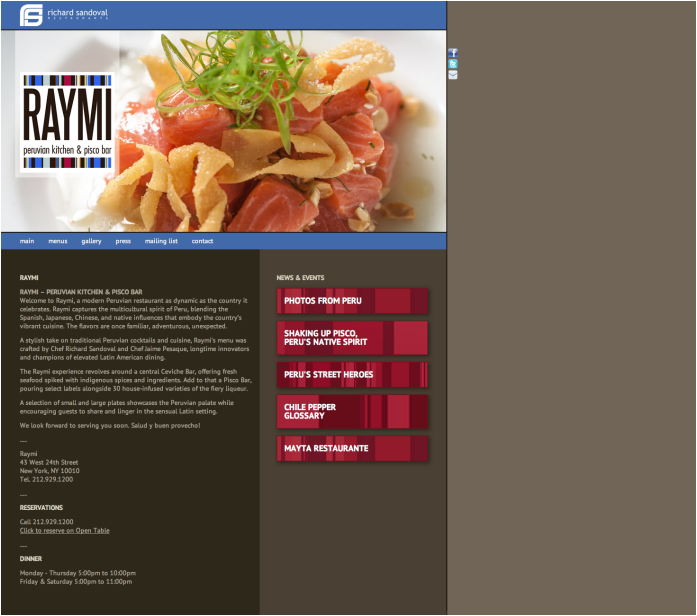 richard sandoval
RESTAURANTS
RAYMI
peruvian kitchen & pisco bar
main menus gallery press mailing list contact
RAYMI
RAYMI – PERUVIAN KITCHEN & PISCO BAR
Welcome to Raymi, a modern Peruvian restaurant as dynamic as the country it
celebrates. Raymi captures the multicultural spirit of Peru, blending the
Spanish, Japanese, Chinese, and native influences that embody the country's
vibrant cuisine. The flavors are once familiar, adventurous, unexpected.
A stylish take on traditional Peruvian cocktails and cuisine, Raymi's menu was
crafted by Chef Richard Sandoval and Chef Jaime Pesaque, longtime innovators
and champions of elevated Latin American dining.
The Raymi experience revolves around a central Ceviche Bar, offering fresh
seafood spiked with indigenous spices and ingredients. Add to that a Pisco Bar,
pouring select labels alongside 30 house-infused varieties of the fiery liqueur.
A selection of small and large plates showcases the Peruvian palate while
encouraging guests to share and linger in the sensual Latin setting.
We look forward to serving you soon. Salud y buen provecho!
---
Raymi
43 West 24th Street
New York, NY 10010
Tel. 212.929.1200
---
RESERVATIONS
Call 212.929.1200
Click to reserve on Open Table
---
DINNER
Monday - Thursday 5:00pm to 10:00pm
Friday & Saturday 5:00pm to 11:00pm
NEWS & EVENTS
PHOTOS FROM PERU
SHAKING UP PISCO,
PERU'S NATIVE SPIRIT
PERU'S STREET HEROES
CHILE PEPPER
GLOSSARY
MAYTA RESTAURANTE